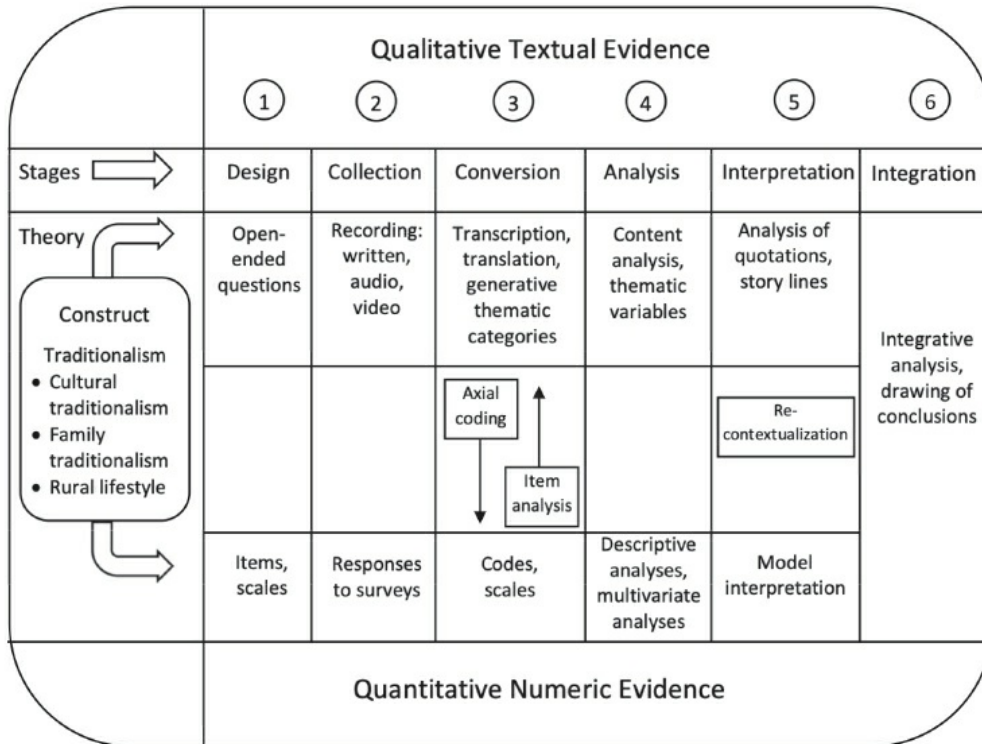 Qualitative Textual Evidence
1 2 3 4 5 6
Stages Design Collection Conversion Analysis Interpretation Integration
Theory
Construct
Traditionalism
• Cultural
traditionalism
• Family
traditionalism
• Rural lifestyle
Open-
ended
questions
Recording:
written,
audio,
video
Transcription,
translation,
generative
thematic
categories
Content
analysis,
thematic
variables
Analysis of
quotations,
story lines
Integrative
analysis,
drawing of
conclusions
Axial
coding
Item
analysis
Re-
contextualization
Items,
scales
Responses
to surveys
Codes,
scales
Descriptive
analyses,
multivariate
analyses
Model
interpretation
Quantitative Numeric Evidence